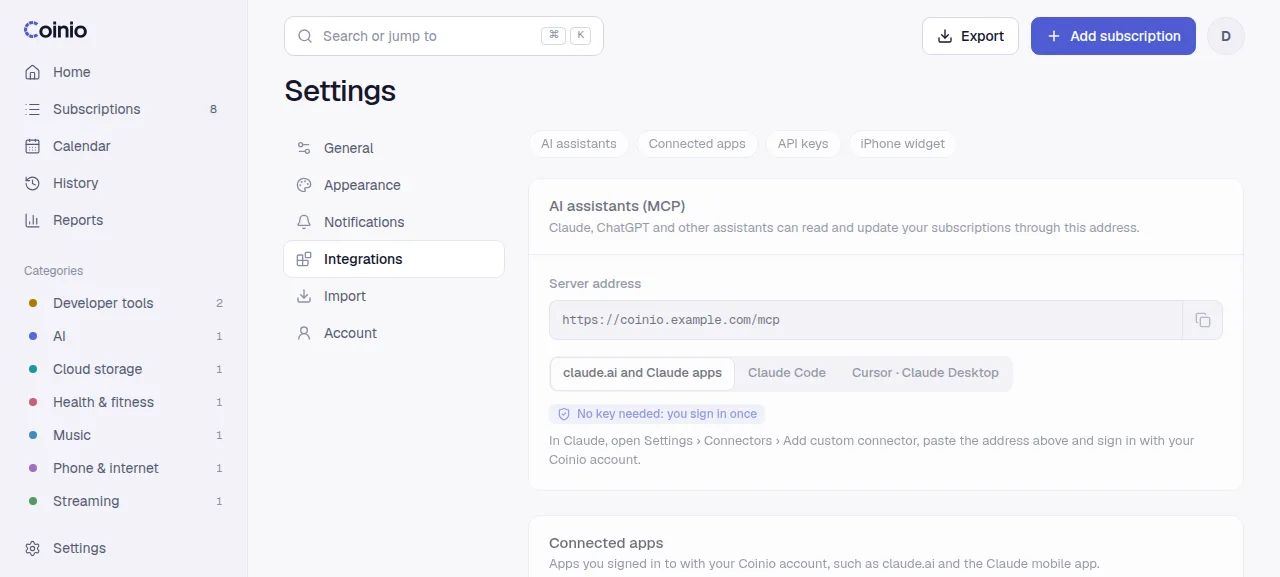 Coinio
Search or jump to
⌘ K
Export
+ Add subscription
D
Home
Subscriptions 8
Calendar
History
Reports
Categories
Developer tools 2
AI 1
Cloud storage 1
Health & fitness 1
Music 1
Phone & internet 1
Streaming 1
Settings
Settings
General
Appearance
Notifications
Integrations
Import
Account
AI assistants
Connected apps
API keys
iPhone widget
AI assistants (MCP)
Claude, ChatGPT and other assistants can read and update your subscriptions through this address.
Server address
https://coinio.example.com/mcp
claude.ai and Claude apps
Claude Code
Cursor · Claude Desktop
No key needed: you sign in once
In Claude, open Settings › Connectors › Add custom connector, paste the address above and sign in with your
Coinio account.
Connected apps
Apps you signed in to with your Coinio account, such as claude.ai and the Claude mobile app.